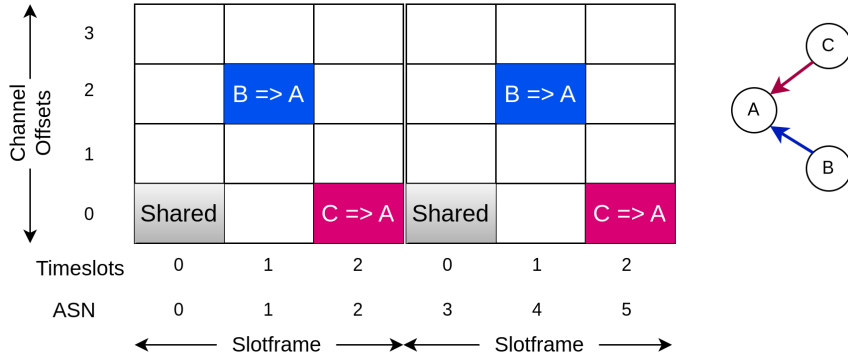 3
C
2
B => A
B => A
A
Channel
Offsets
1
B
0
Shared
C => A
Shared
C => A
Timeslots
0
1
2
0
1
2
ASN
0
1
2
3
4
5
Slotframe
Slotframe